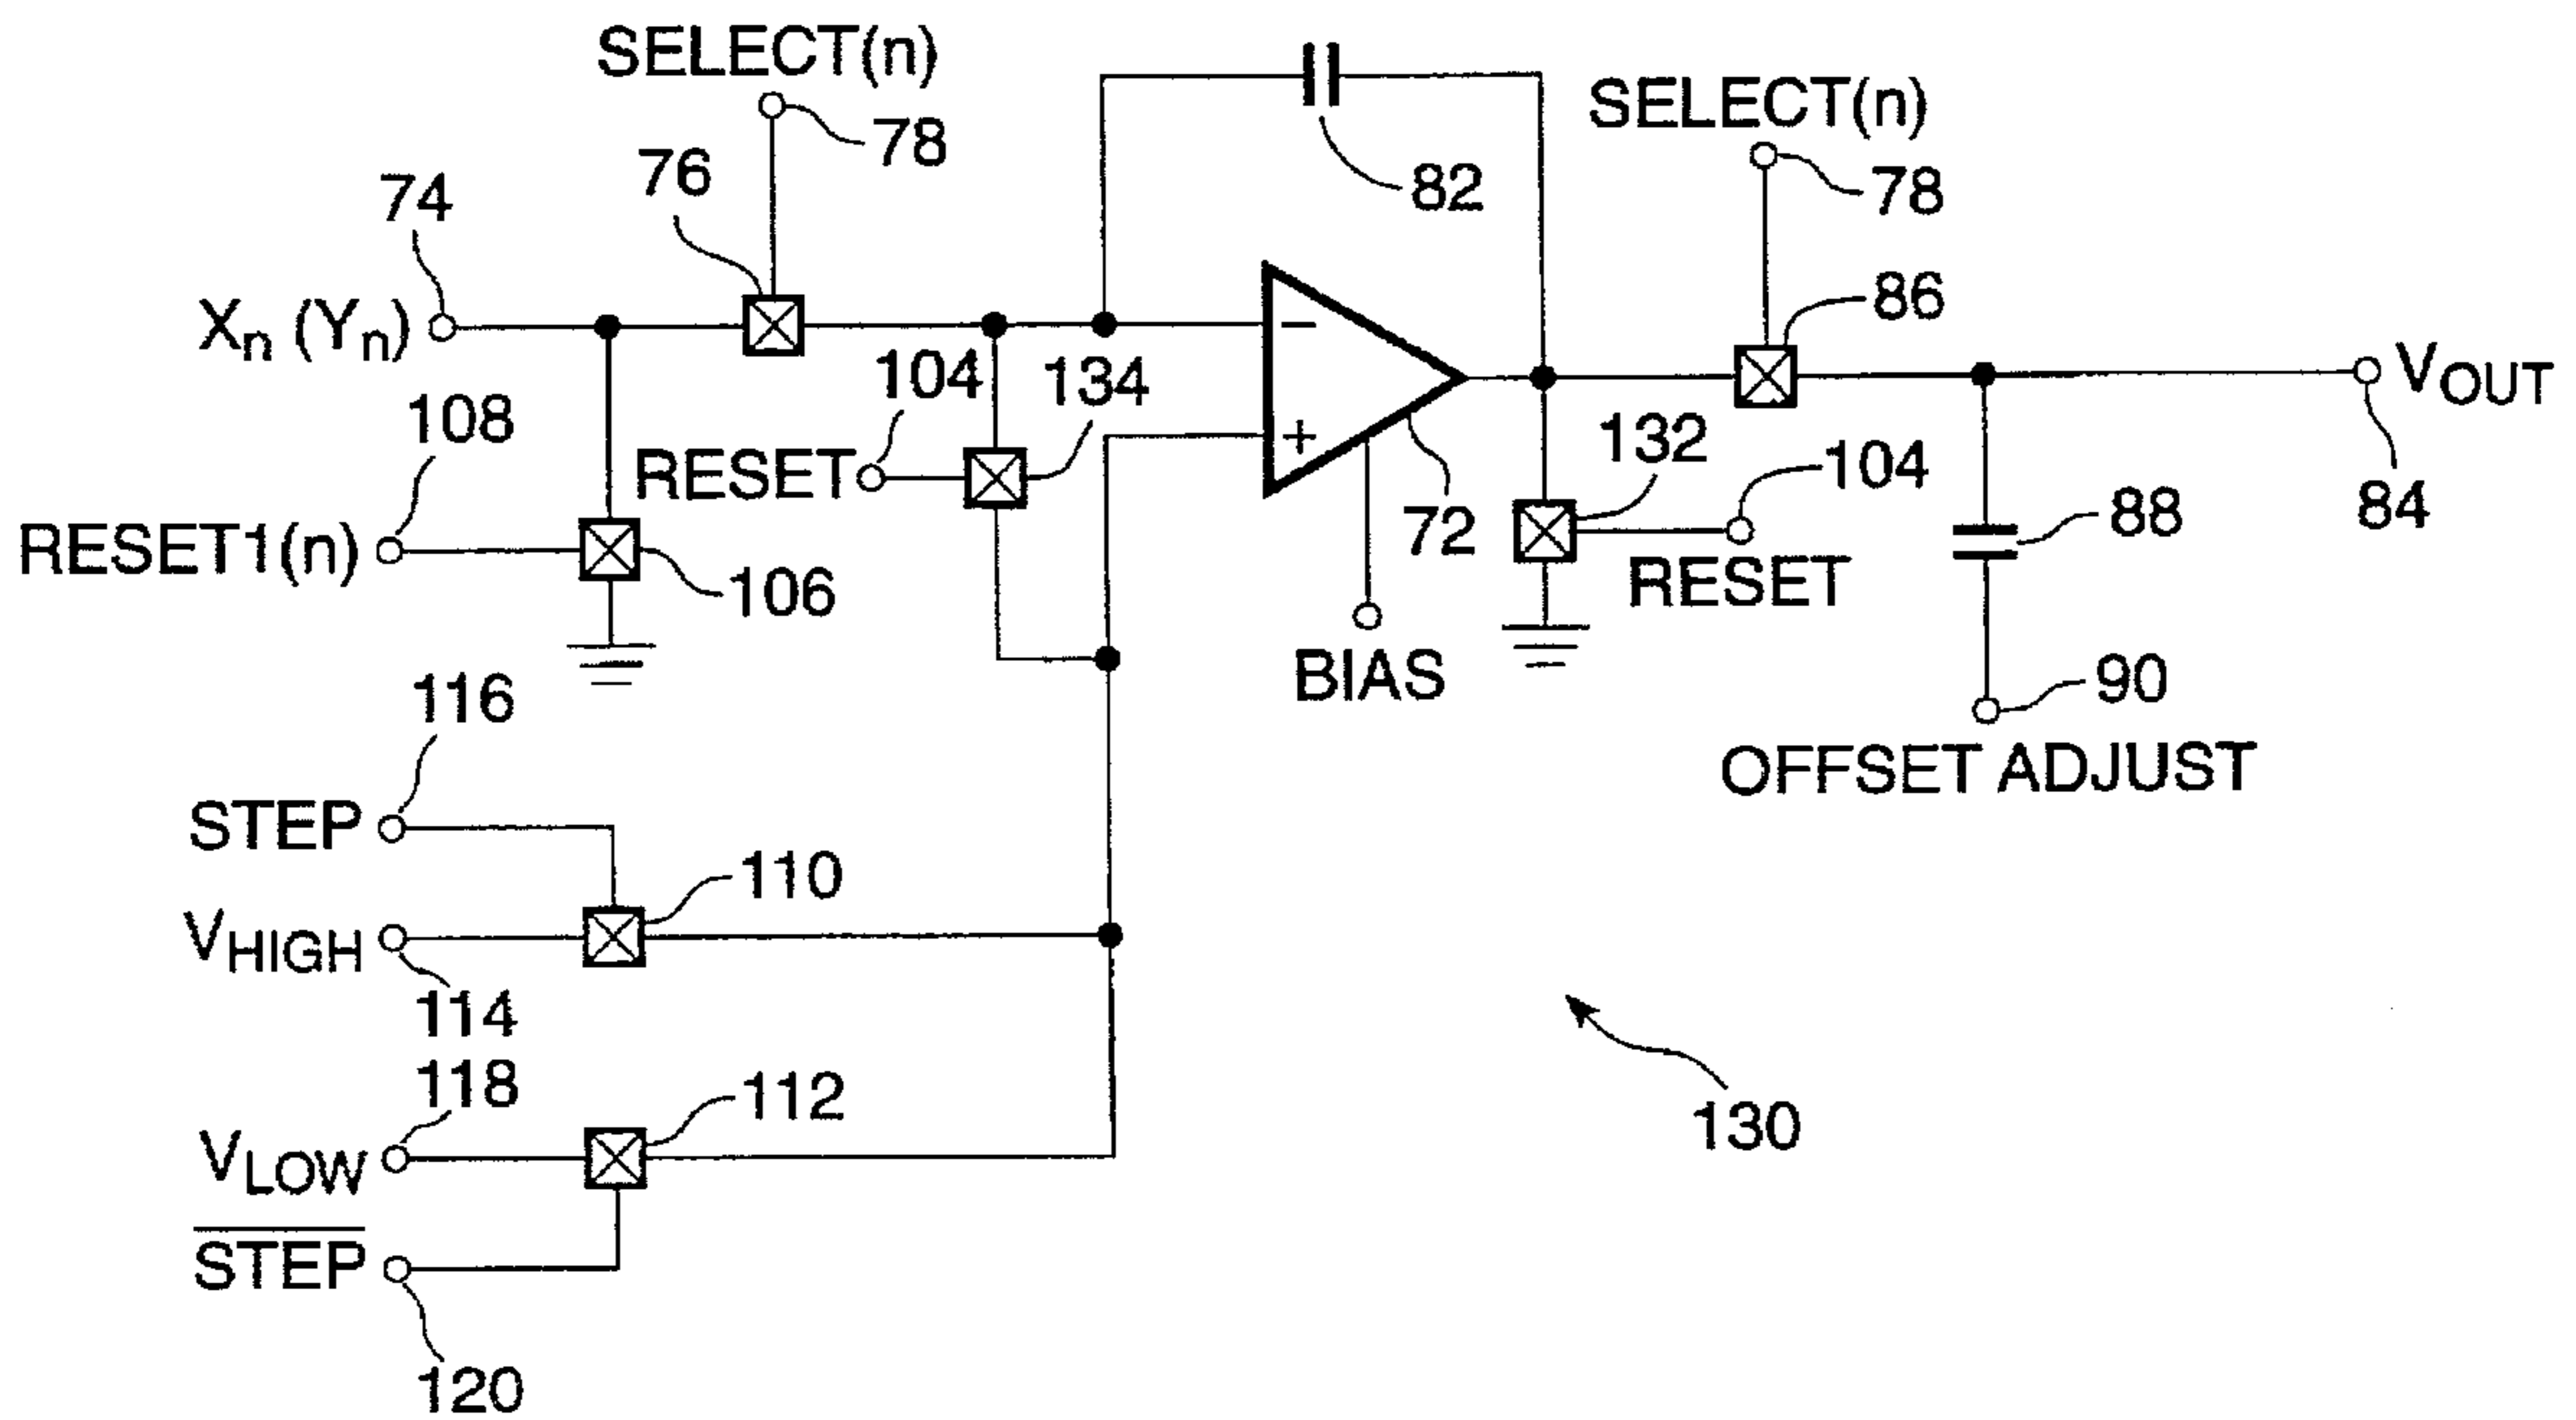 SELECT(n)
78
76
74
Xn (Yn)
82
SELECT(n)
78
86
VOUT
84
104
134
RESET
108
RESET1(n)
106
72
132
104
RESET
88
BIAS
90
OFFSET ADJUST
116
STEP
110
VHIGH
114
118
112
VLOW
STEP
120
130